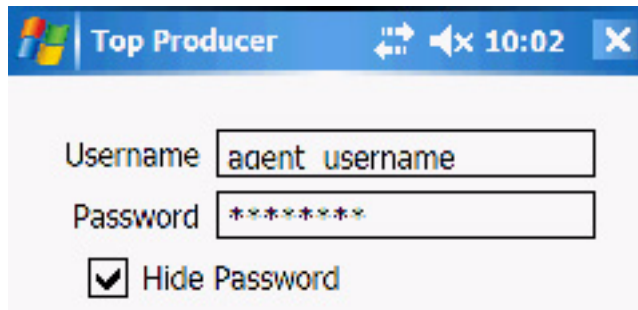 Top Producer 10:02
Username agent_username
Password ********
Hide Password